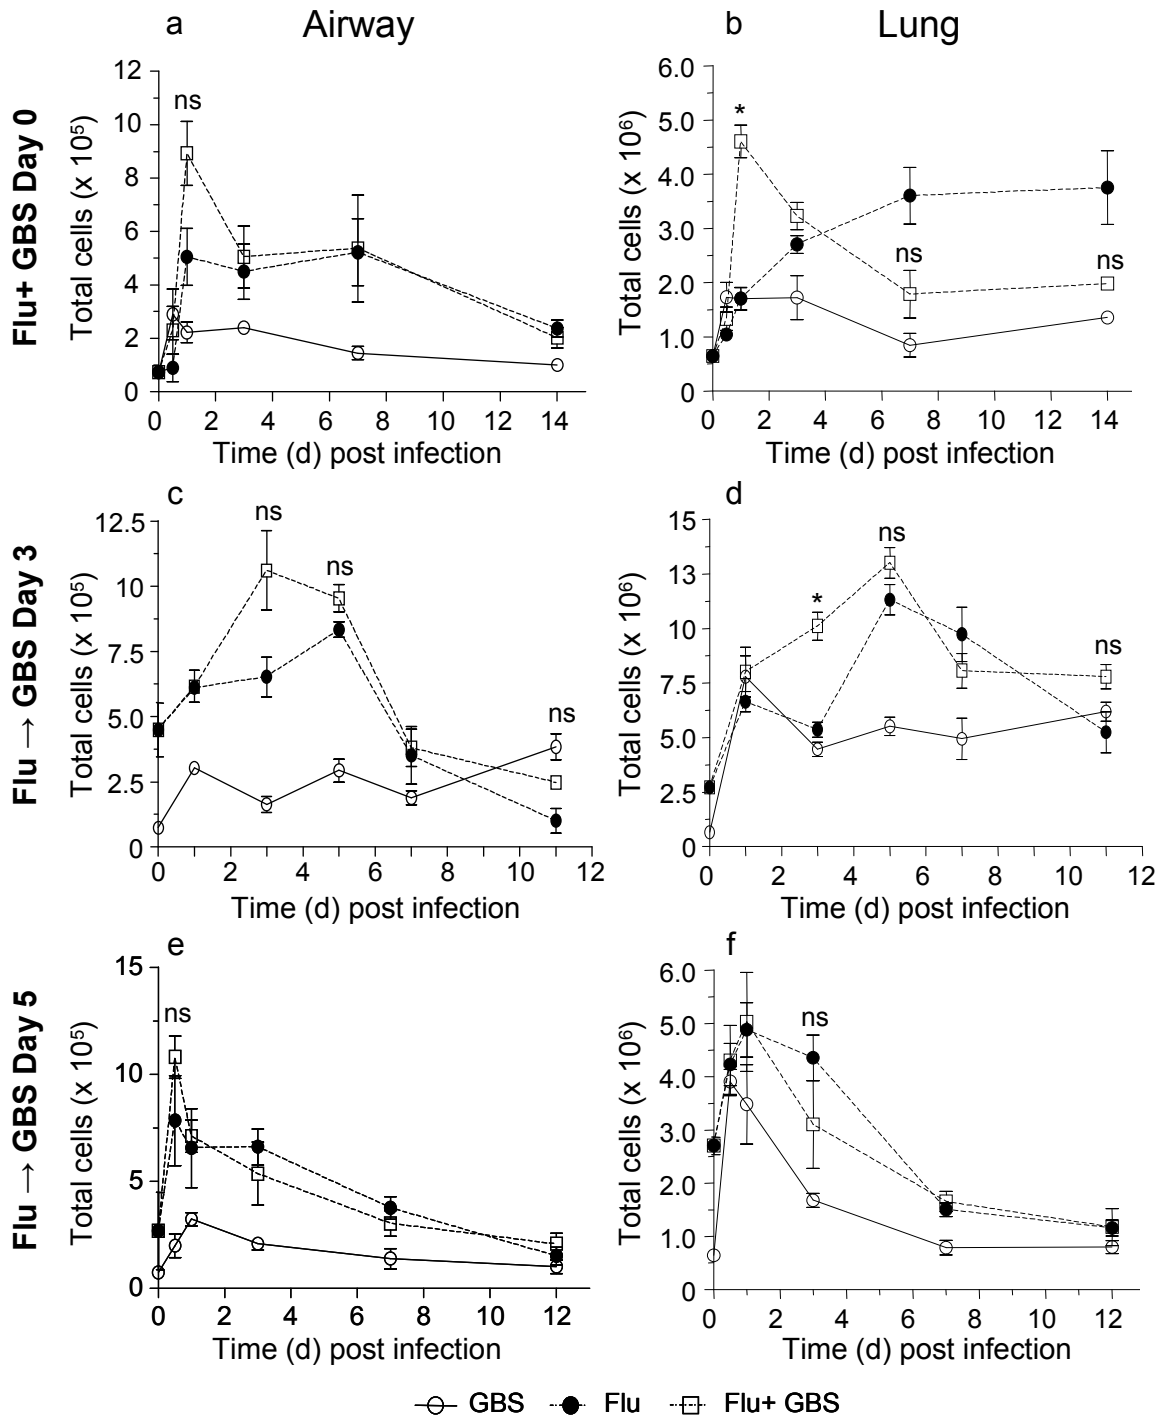 a Airway
b Lung
Flu+ GBS Day 0
Total cells (x 10⁵)
12
10
8
6
4
2
0
ns
0 2 4 6 8 10 12 14
Time (d) post infection
Total cells (x 10⁶)
6.0
5.0
4.0
3.0
2.0
1.0
0
*
ns
ns
0 2 4 6 8 10 12 14
Time (d) post infection
Flu → GBS Day 3
c
Total cells (x 10⁵)
12.5
10
7.5
5.0
2.5
0
ns
ns
ns
0 2 4 6 8 10 12
Time (d) post infection
d
Total cells (x 10⁶)
15
13
10
7.5
5.0
2.5
0
*
ns
ns
0 2 4 6 8 10 12
Time (d) post infection
Flu → GBS Day 5
e
Total cells (x 10⁵)
15
10
5
0
ns
0 2 4 6 8 10 12
Time (d) post infection
f
Total cells (x 10⁶)
6.0
5.0
4.0
3.0
2.0
1.0
0
ns
0 2 4 6 8 10 12
Time (d) post infection
GBS Flu Flu+ GBS